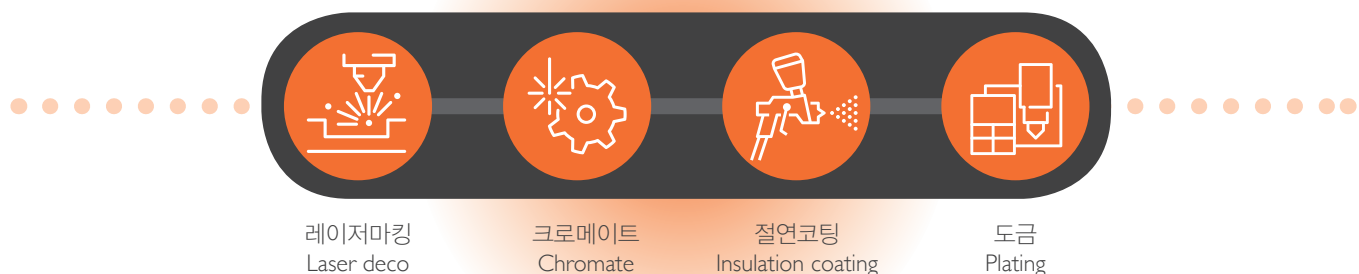 레이저마킹
Laser deco
크로메이트
Chromate
절연코팅
Insulation coating
도금
Plating